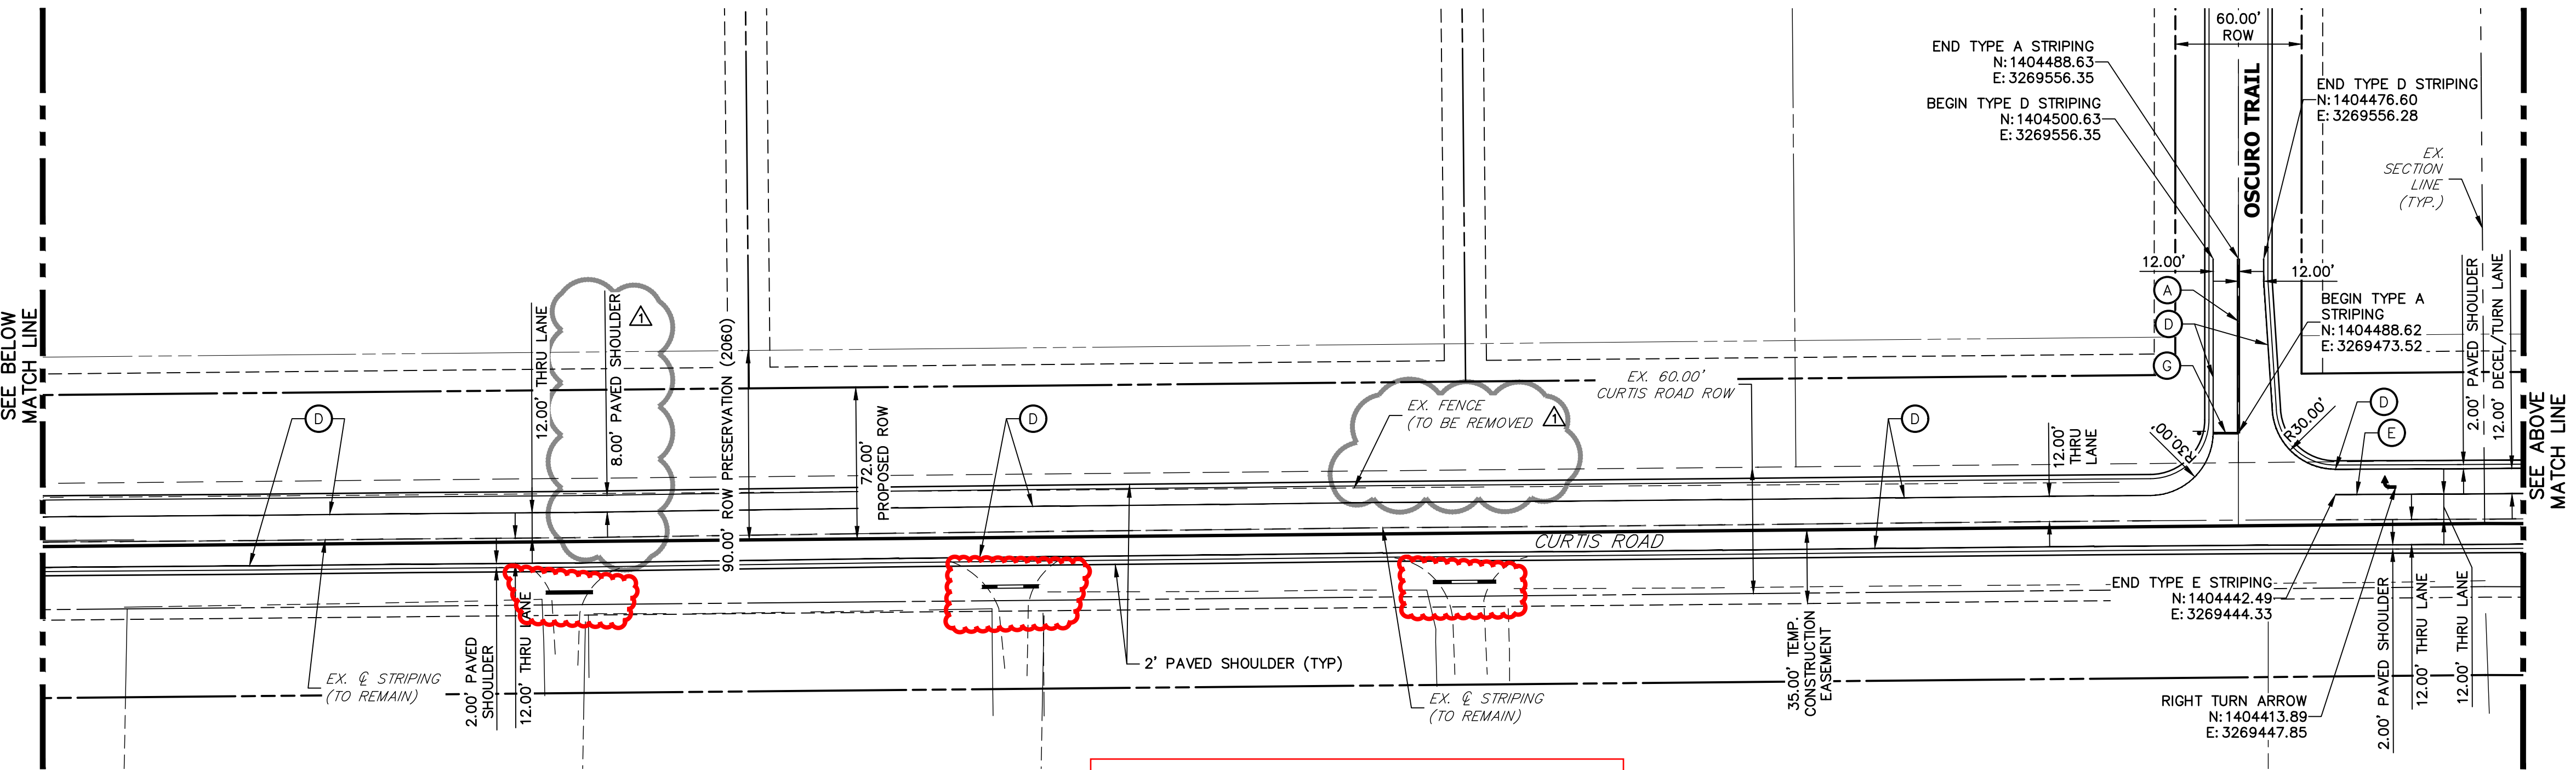 SEE BELOW
MATCH LINE
12.00' THRU LANE
8.00' PAVED SHOULDER
1
90.00' ROW PRESERVATION (2060)
72.00'
PROPOSED ROW
D
D
EX. FENCE
(TO BE REMOVED
1
EX. 60.00'
CURTIS ROAD ROW
D
12.00'
THRU
LANE
END TYPE A STRIPING
N: 1404488.63
E: 3269556.35
BEGIN TYPE D STRIPING
N: 1404500.63
E: 3269556.35
60.00'
ROW
OSCURO TRAIL
END TYPE D STRIPING
N: 1404476.60
E: 3269556.28
EX.
SECTION
LINE
(TYP.)
12.00'
12.00'
A
D
G
BEGIN TYPE A
STRIPING
N: 1404488.62
E: 3269473.52
R30.00'
R30.00'
D
E
2.00' PAVED SHOULDER
12.00' DECEL/TURN LANE
SEE ABOVE
MATCH LINE
CURTIS ROAD
EX. ℄ STRIPING
(TO REMAIN)
2.00' PAVED
SHOULDER
12.00' THRU LANE
2' PAVED SHOULDER (TYP)
EX. ℄ STRIPING
(TO REMAIN)
35.00' TEMP.
CONSTRUCTION
EASEMENT
END TYPE E STRIPING
N: 1404442.49
E: 3269444.33
RIGHT TURN ARROW
N: 1404413.89
E: 3269447.85
2.00' PAVED SHOULDER
12.00' THRU LANE
12.00' THRU LANE